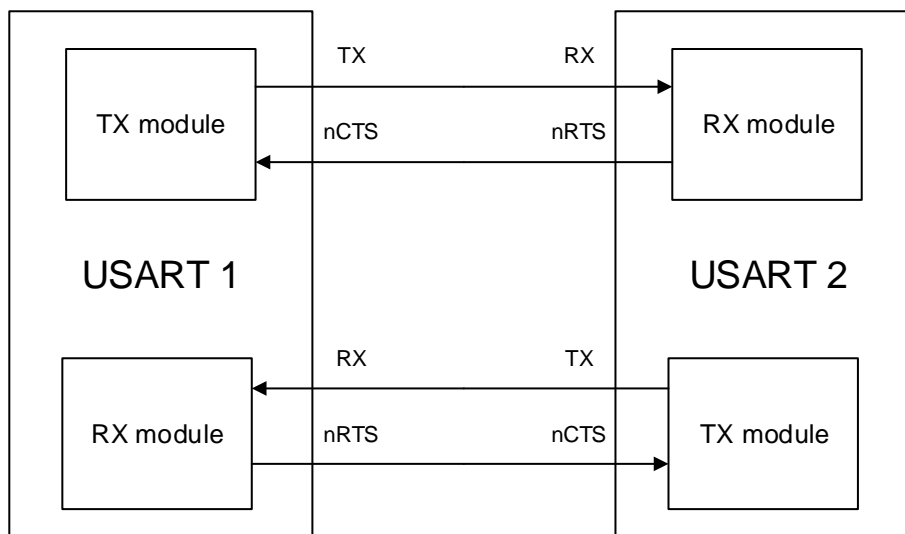 TX RX
TX module RX module
nCTS nRTS
USART 1 USART 2
RX TX
RX module TX module
nRTS nCTS